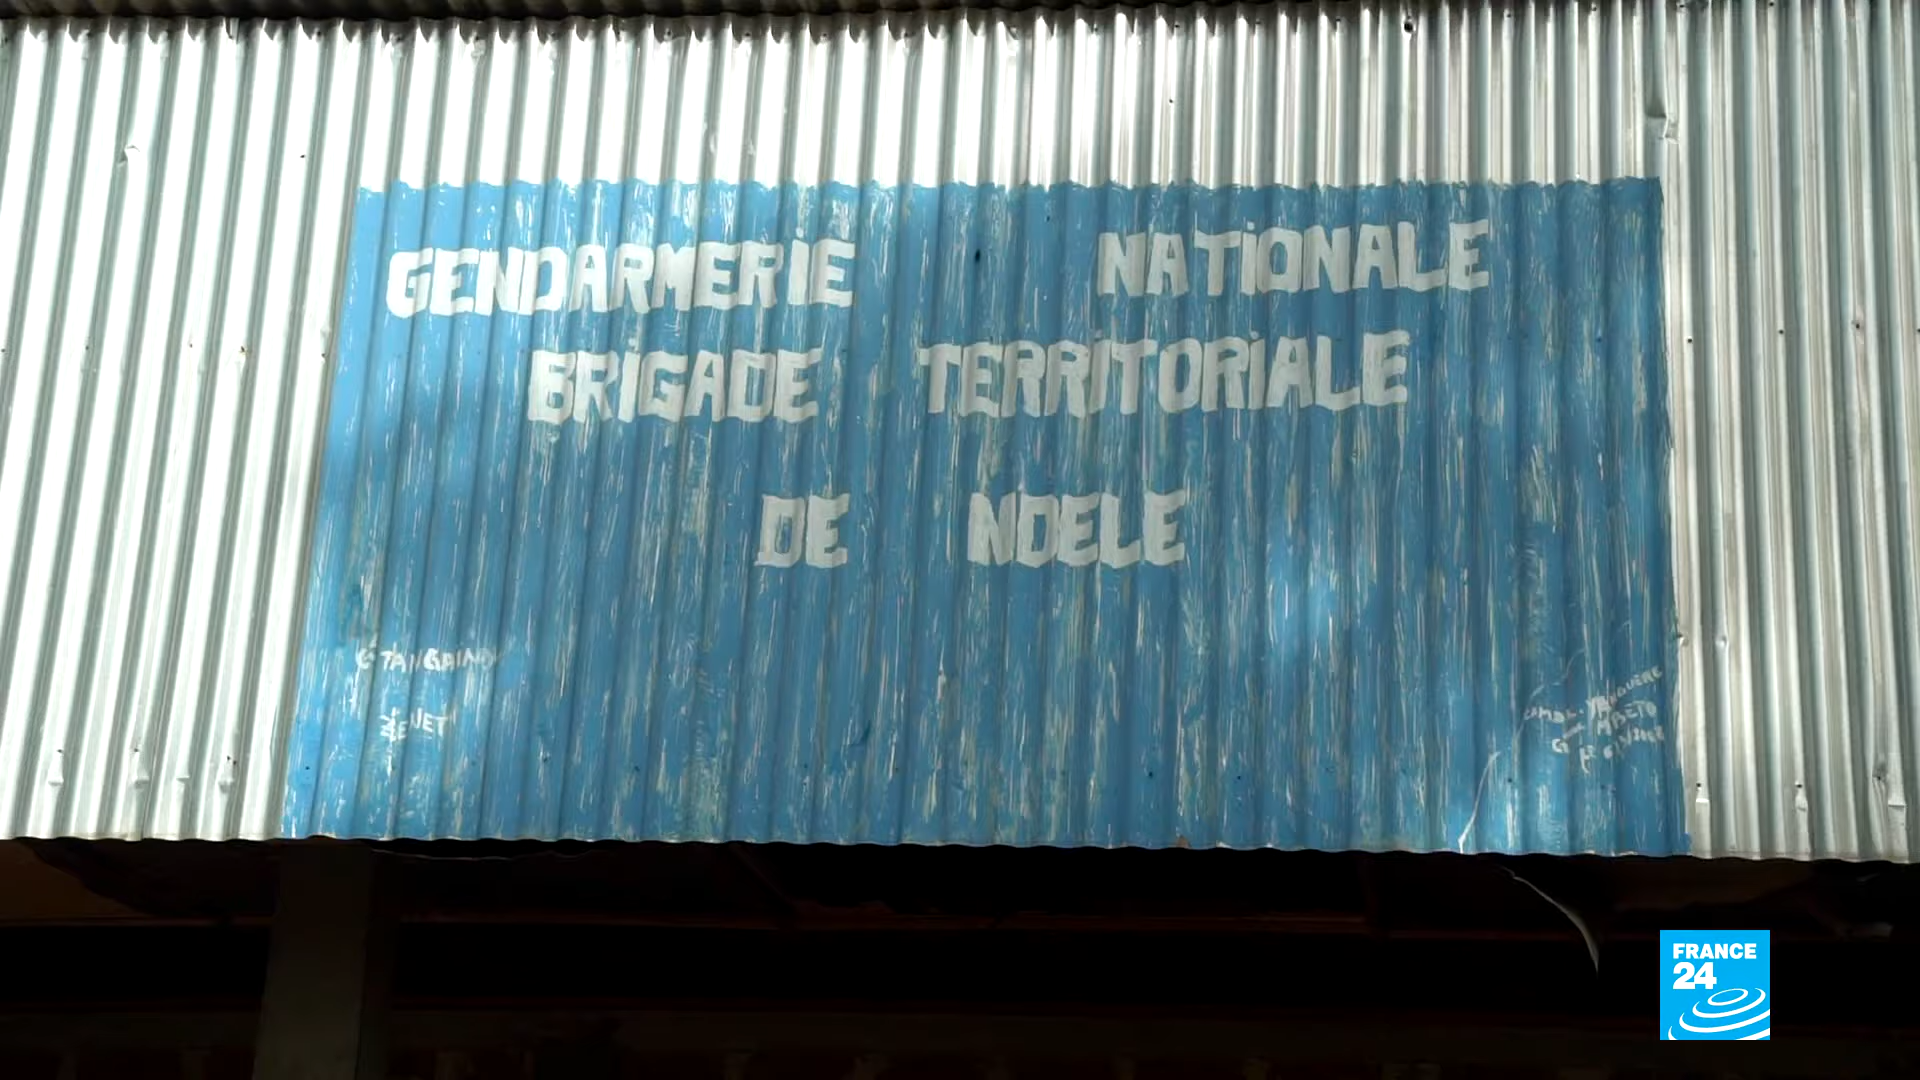 GENDARMERIE NATIONALE
BRIGADE TERRITORIALE
DE NDELE
FRANCE
24